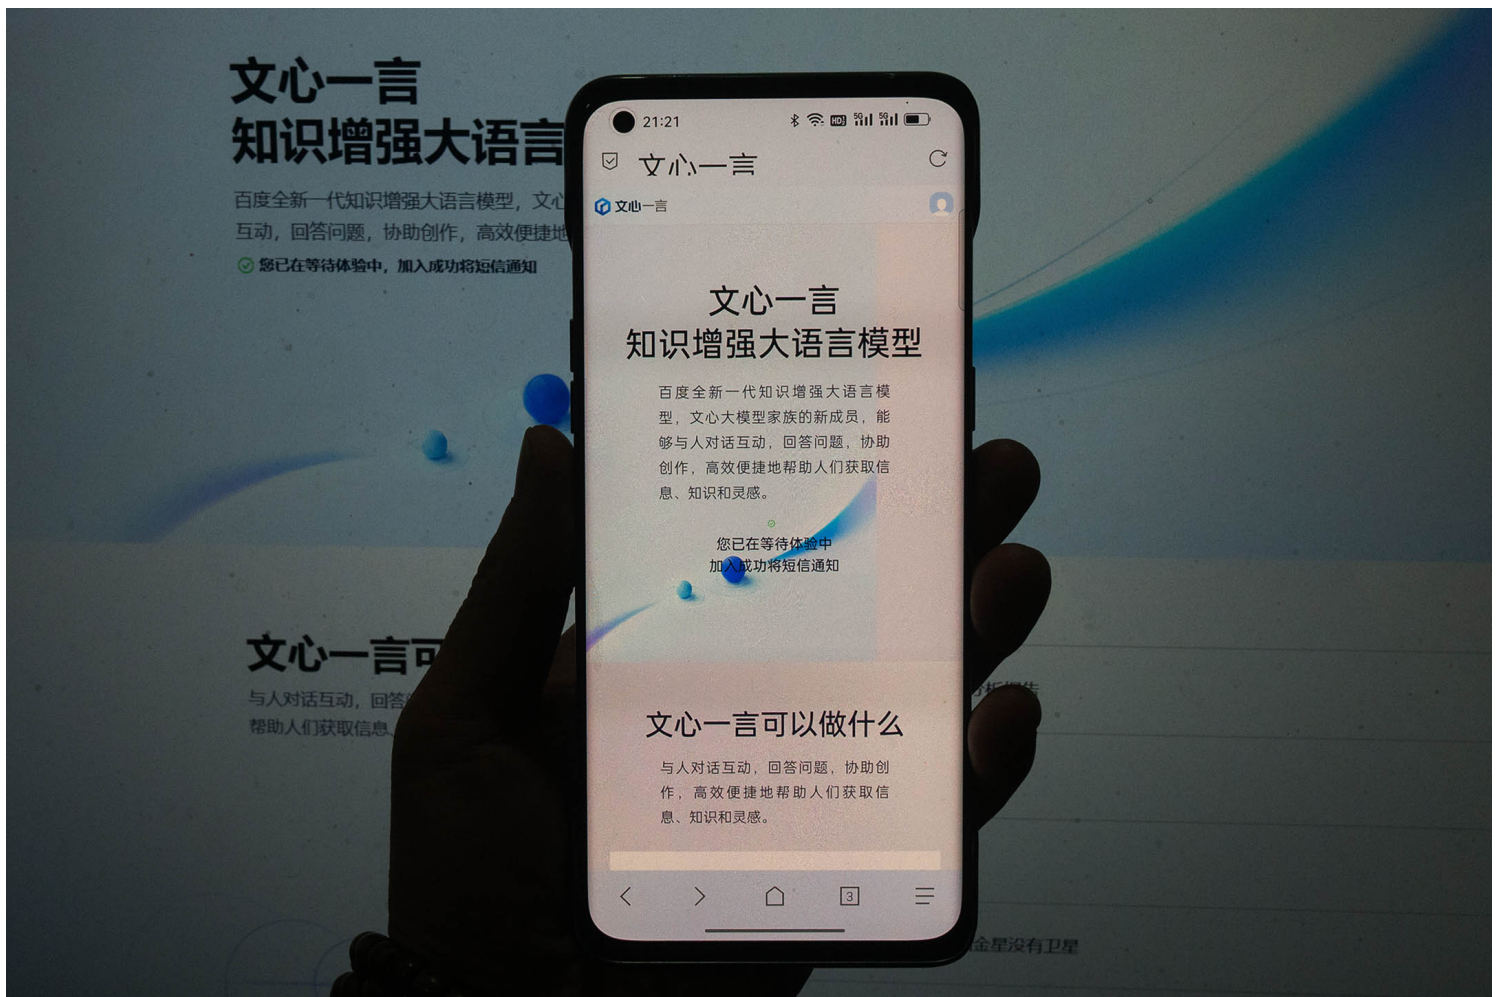 文心一言
知识增强大语言
百度全新一代知识增强大语言模型，文心
互动，回答问题，协助创作，高效便捷地
您已在等待体验中，加入成功将短信通知
文心一言可
与人对话互动，回答
帮助人们获取信息、
分析报告
金星没有卫星
21:21
HD
5G
5G
文心一言
文心一言
文心一言
知识增强大语言模型
百度全新一代知识增强大语言模
型，文心大模型家族的新成员，能
够与人对话互动，回答问题，协助
创作，高效便捷地帮助人们获取信
息、知识和灵感。
您已在等待体验中
加入成功将短信通知
文心一言可以做什么
与人对话互动，回答问题，协助创
作，高效便捷地帮助人们获取信
息、知识和灵感。
3